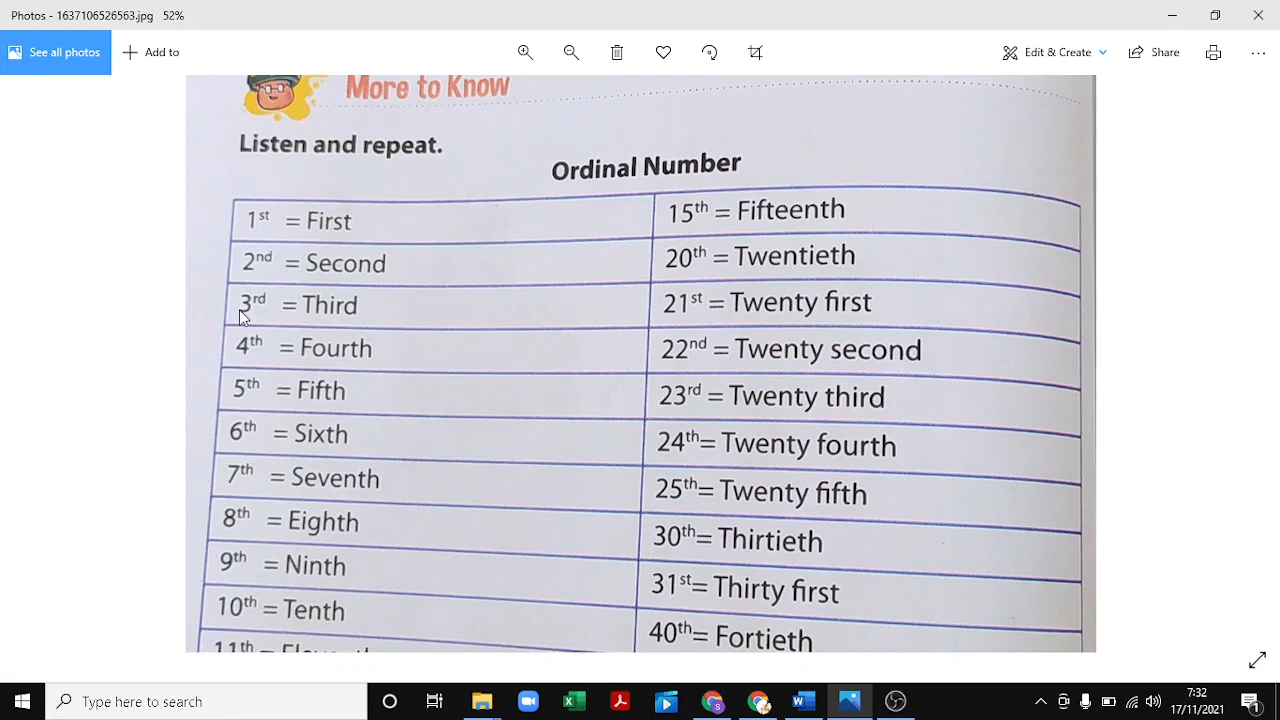 Photos - 1637106526563.jpg 52%
See all photos
Add to
Edit & Create
Share
More to Know
Listen and repeat.
Ordinal Number
1st = First
2nd = Second
3rd = Third
4th = Fourth
5th = Fifth
6th = Sixth
7th = Seventh
8th = Eighth
9th = Ninth
10th = Tenth
11th = Eleventh
15th = Fifteenth
20th = Twentieth
21st = Twenty first
22nd = Twenty second
23rd = Twenty third
24th= Twenty fourth
25th= Twenty fifth
30th= Thirtieth
31st= Thirty first
40th= Fortieth
Type here to search
7:32
17/11/2021